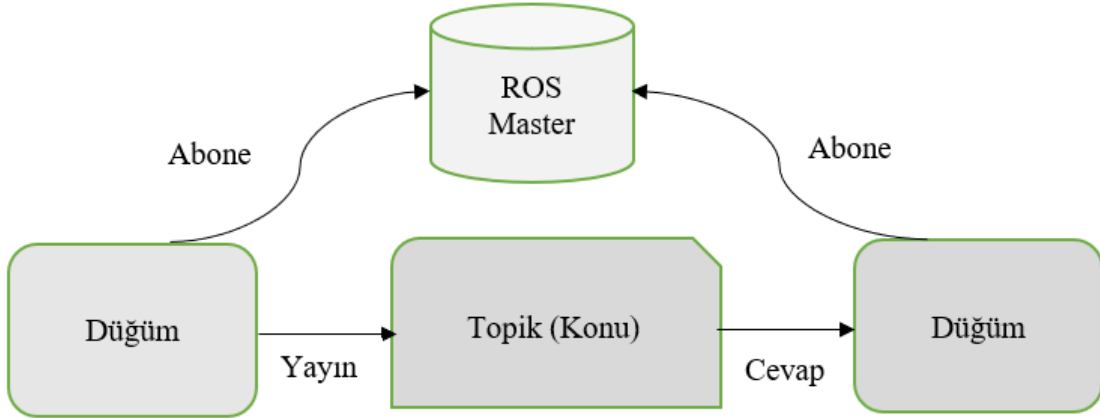 ROS
Master
Abone
Abone
Düğüm
Yayın
Topik (Konu)
Cevap
Düğüm